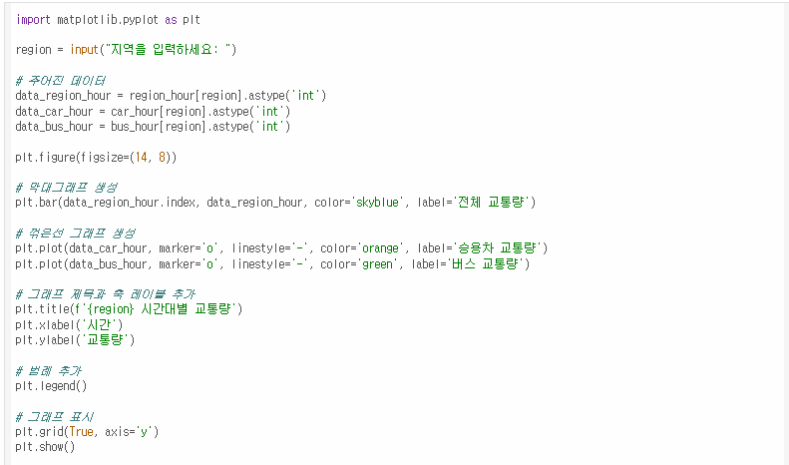 import matplotlib.pyplot as plt
region = input("지역을 입력하세요: ")
# 주어진 데이터
data_region_hour = region_hour[region].astype('int')
data_car_hour = car_hour[region].astype('int')
data_bus_hour = bus_hour[region].astype('int')
plt.figure(figsize=(14, 8))
# 막대그래프 생성
plt.bar(data_region_hour.index, data_region_hour, color='skyblue', label='전체 교통량')
# 꺾은선 그래프 생성
plt.plot(data_car_hour, marker='o', linestyle='-', color='orange', label='승용차 교통량')
plt.plot(data_bus_hour, marker='o', linestyle='-', color='green', label='버스 교통량')
# 그래프 제목과 축 레이블 추가
plt.title(f'{region} 시간대별 교통량')
plt.xlabel('시간')
plt.ylabel('교통량')
# 범례 추가
plt.legend()
# 그래프 표시
plt.grid(True, axis='y')
plt.show()